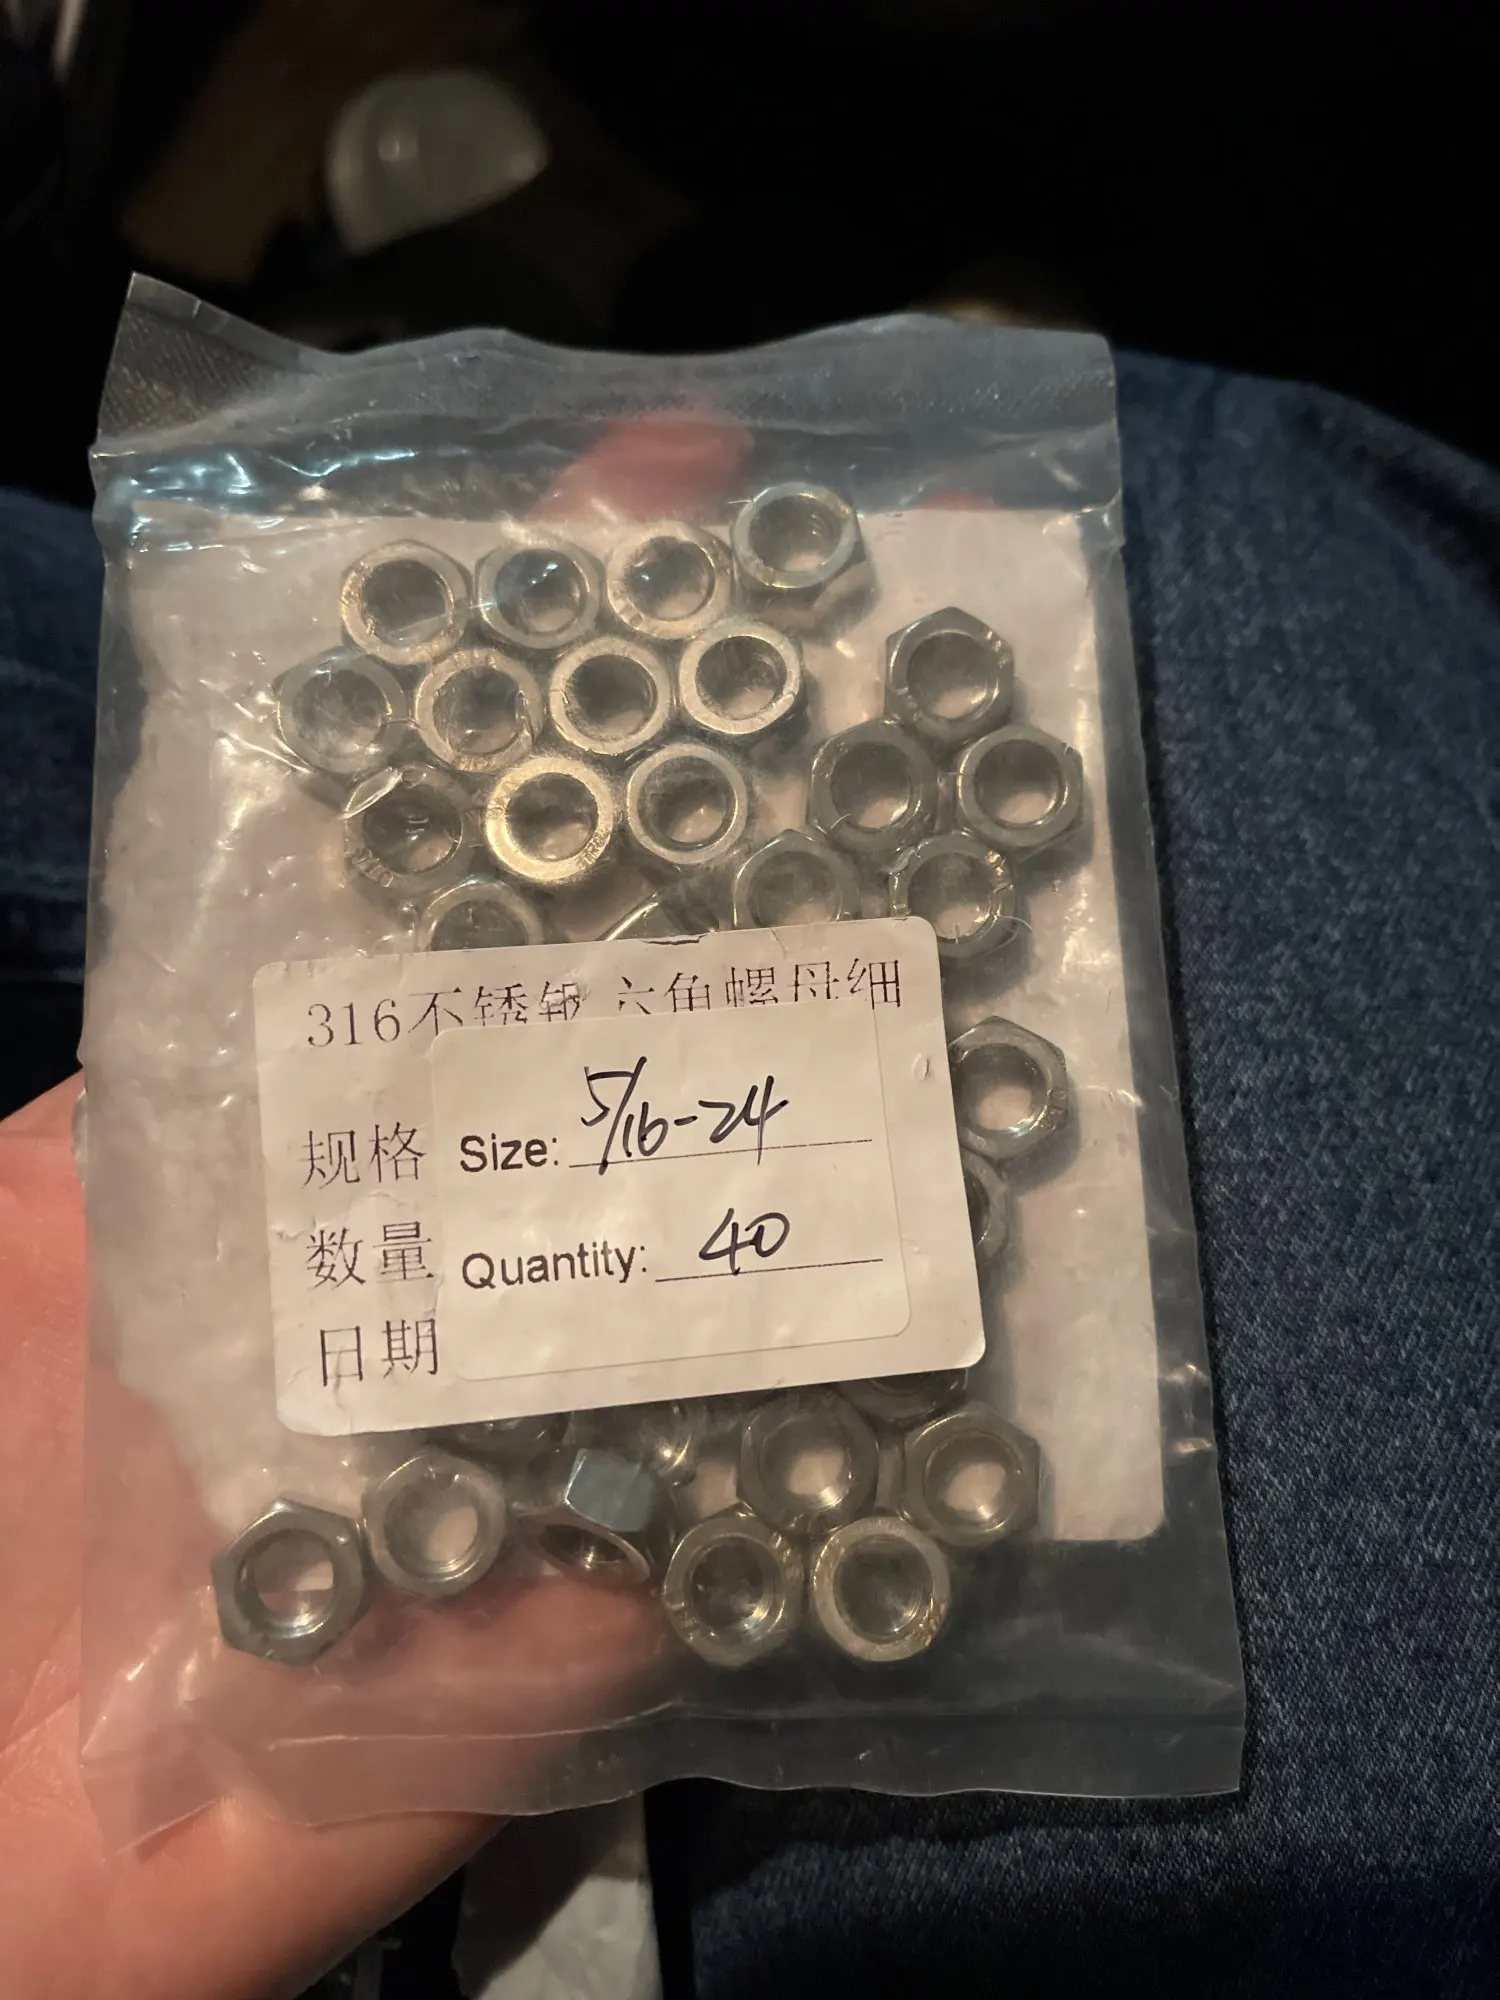 316不锈钢 六角螺母细
规格 Size: 5/16-24
数量 Quantity: 40
日期